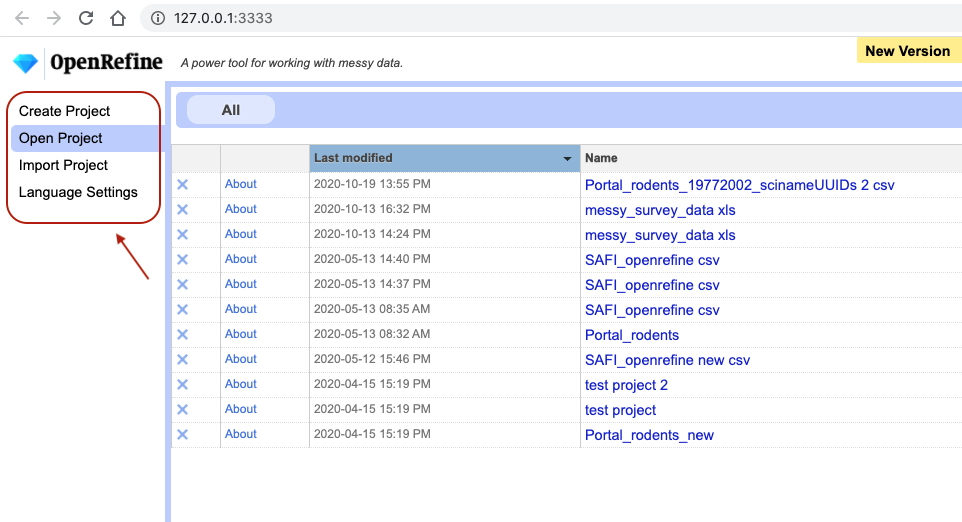 127.0.0.1:3333
OpenRefine A power tool for working with messy data. New Version
Create Project
Open Project
Import Project
Language Settings
All
Last modified Name
About 2020-10-19 13:55 PM Portal_rodents_19772002_scinameUUIDs 2 csv
About 2020-10-13 16:32 PM messy_survey_data xls
About 2020-10-13 14:24 PM messy_survey_data xls
About 2020-05-13 14:40 PM SAFI_openrefine csv
About 2020-05-13 14:37 PM SAFI_openrefine csv
About 2020-05-13 08:35 AM SAFI_openrefine csv
About 2020-05-13 08:32 AM Portal_rodents
About 2020-05-12 15:46 PM SAFI_openrefine new csv
About 2020-04-15 15:19 PM test project 2
About 2020-04-15 15:19 PM test project
About 2020-04-15 15:19 PM Portal_rodents_new